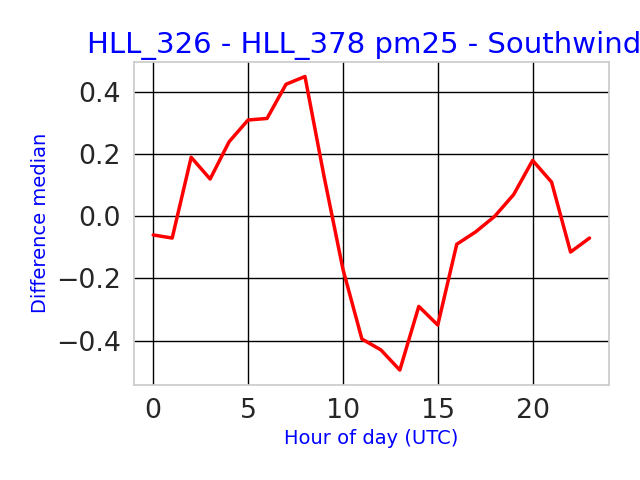 HLL_326 - HLL_378 pm25 - Southwind
0.4
0.2
0.0
−0.2
−0.4
Difference median
0 5 10 15 20
Hour of day (UTC)